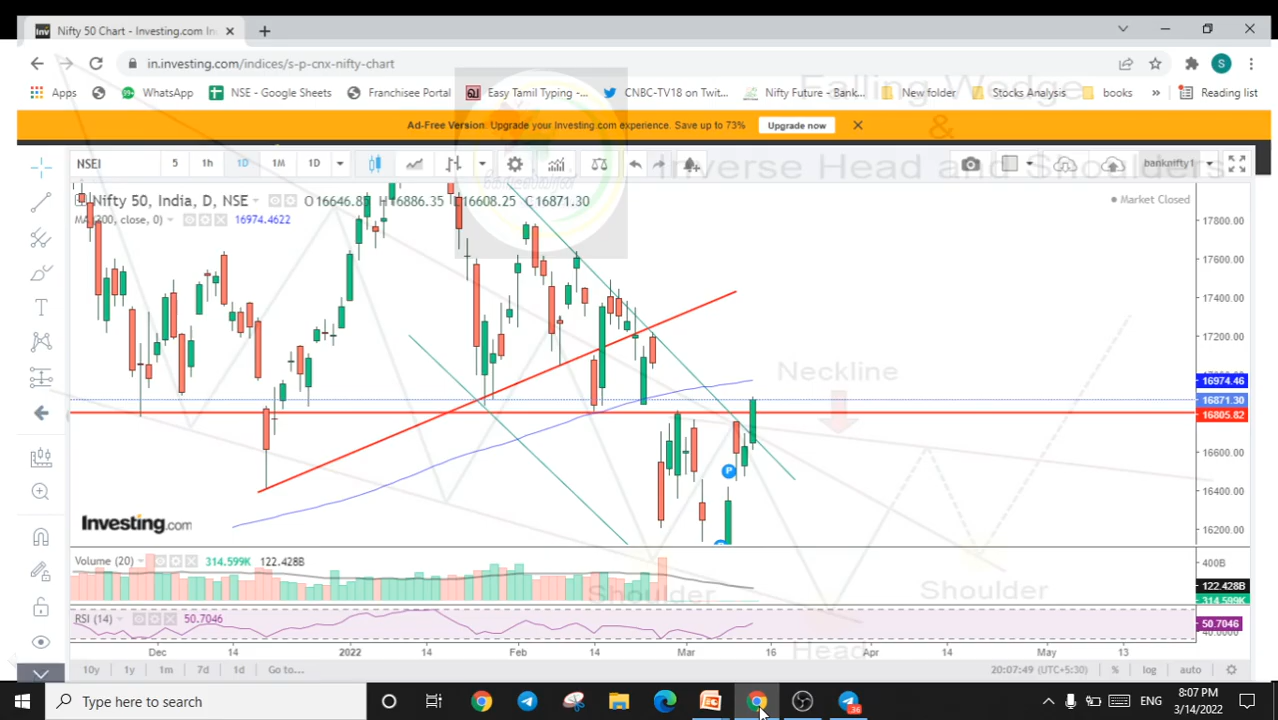 Nifty 50 Chart - Investing.com In
in.investing.com/indices/s-p-cnx-nifty-chart
Apps WhatsApp NSE - Google Sheets Franchisee Portal Easy Tamil Typing -... CNBC-TV18 on Twit... Nifty Future - Bank... New folder Stocks Analysis books » Reading list
Falling Wedge
&
Inverse Head and Shoulders
Ad-Free Version. Upgrade your Investing.com experience. Save up to 73% Upgrade now
NSEI 5 1h 1D 1M 1D banknifty1
Nifty 50, India, D, NSE O16646.85 H16886.35 L16608.25 C16871.30 Market Closed
MA (200, close, 0) 16974.4622
17800.00
17600.00
17400.00
17200.00
Neckline
16974.46
16871.30
16805.82
16600.00
16400.00
16200.00
P
Investing.com
Volume (20) 314.599K 122.428B
400B
122.428B
314.599K
Shoulder Shoulder
RSI (14) 50.7046
50.7046
40.0000
Head
Dec 14 2022 14 Feb 14 Mar 16 Apr May 13
10y 1y 1m 7d 1d Go to... 20:07:49 (UTC+5:30) % log auto
Type here to search
36
ENG
8:07 PM
3/14/2022